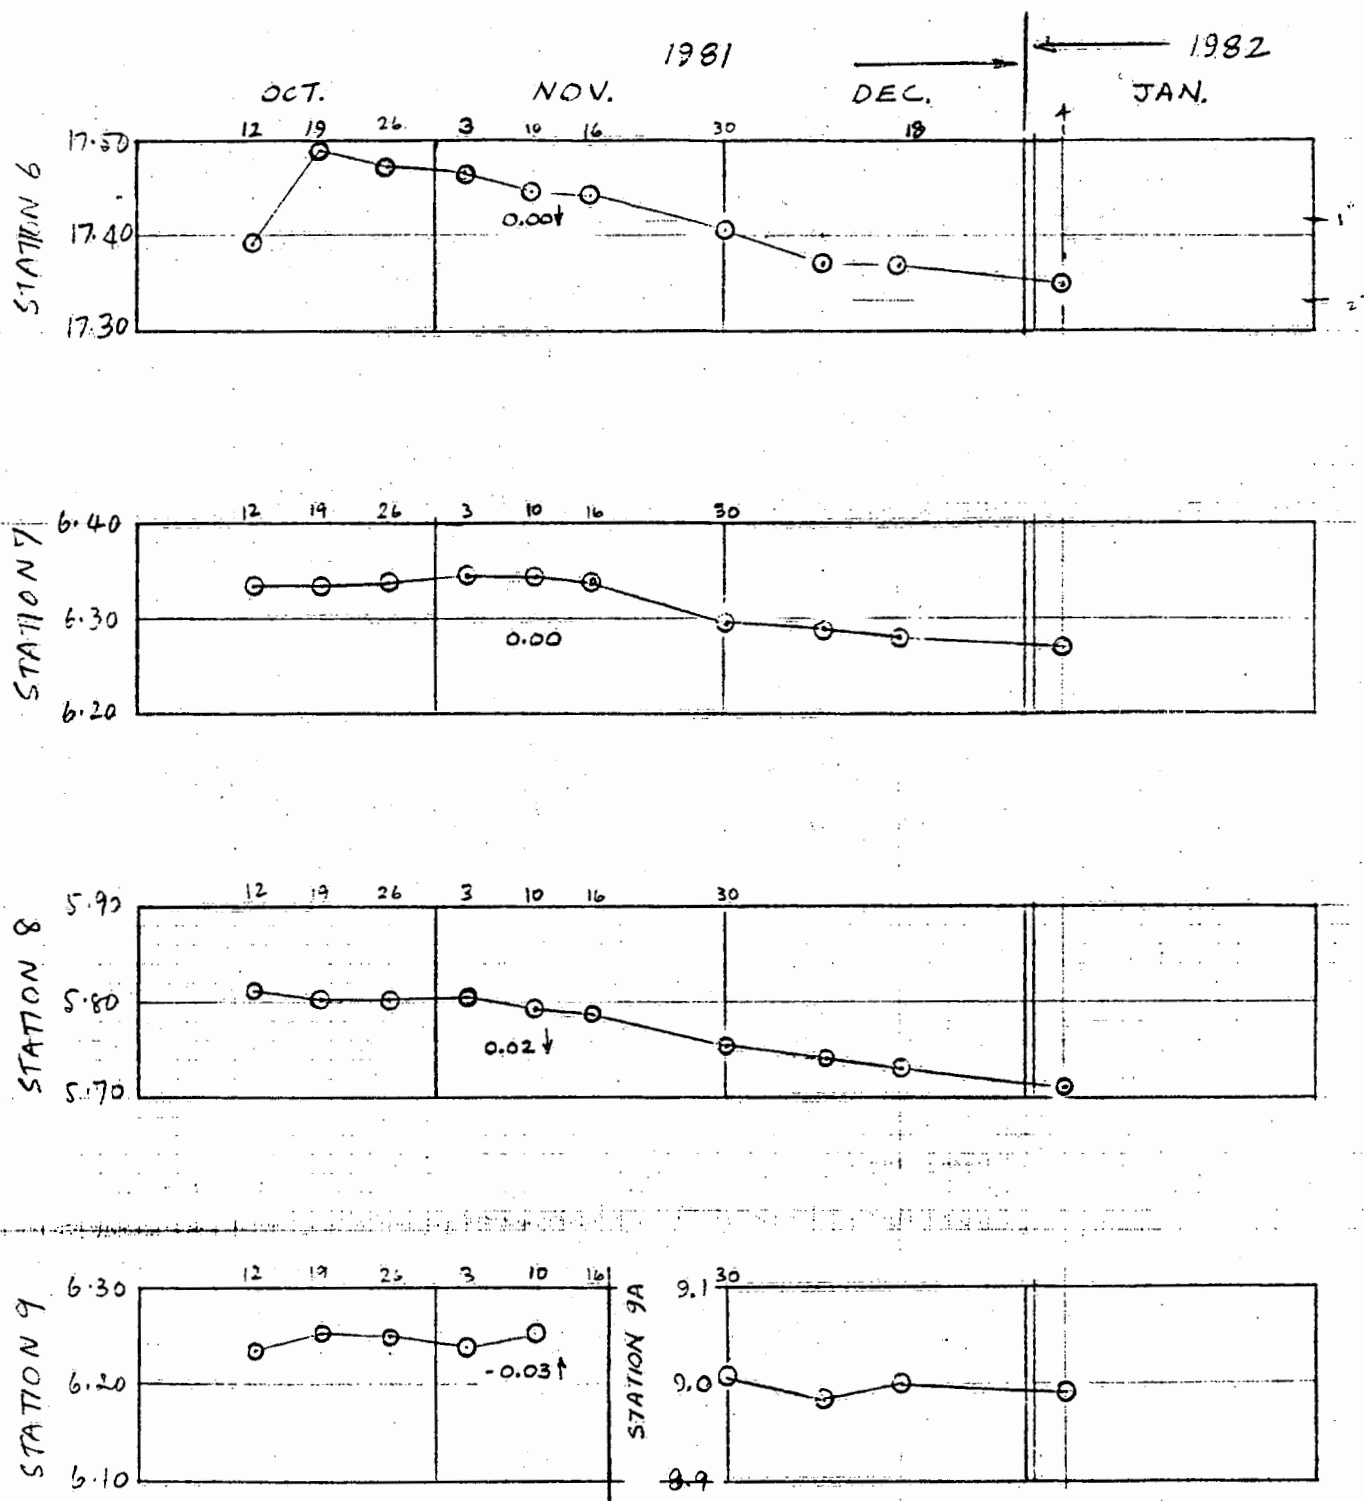 1981
1982
OCT. NOV. DEC. JAN.
STATION 6
12 19 26 3 10 16 30 18 4
17.50
17.40
17.30
0.00↓
1"
2"
STATION 7
12 19 26 3 10 16 30
6.40
6.30
6.20
0.00
STATION 8
12 19 26 3 10 16 30
5.90
5.80
5.70
0.02↓
STATION 9
12 19 26 3 10 16
6.30
6.20
6.10
-0.03↑
STATION 9A
30
9.1
9.0
8.9